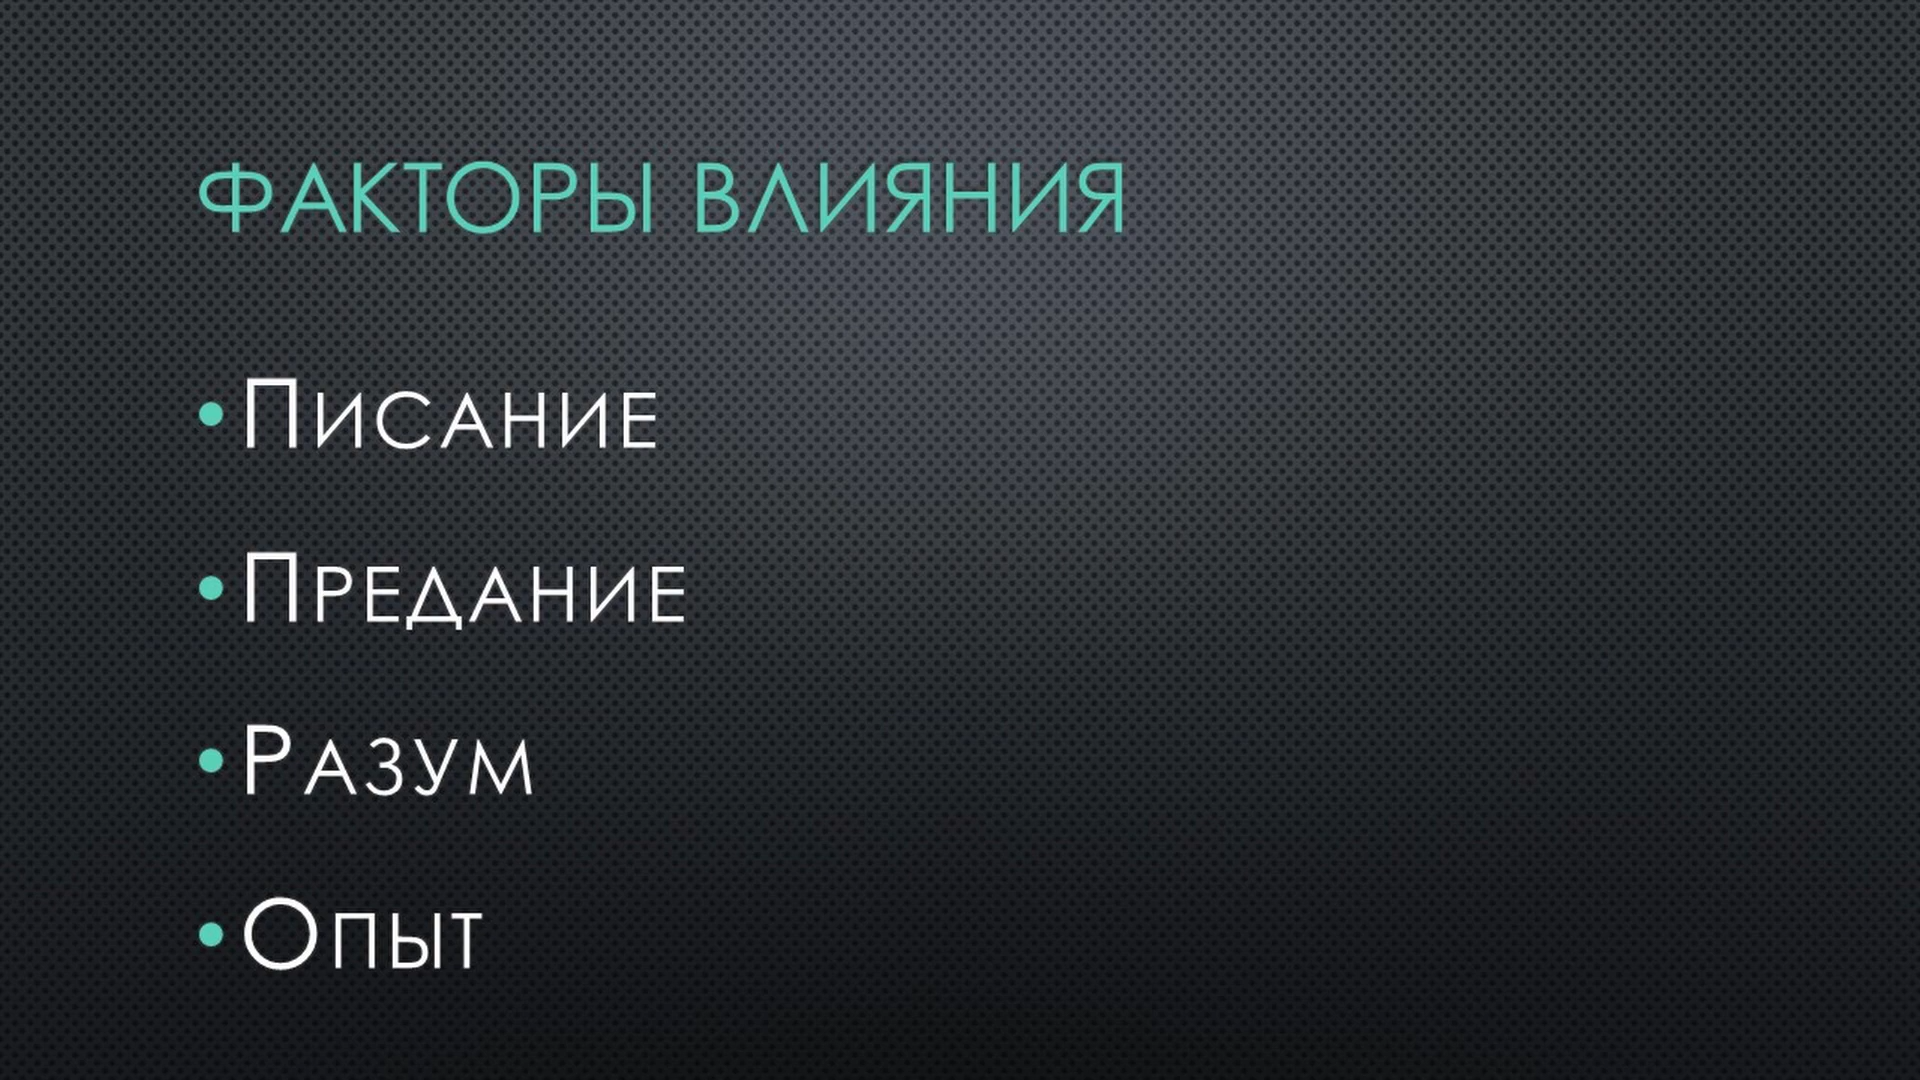 ФАКТОРЫ ВЛИЯНИЯ
• Писание
• Предание
• Разум
• Опыт